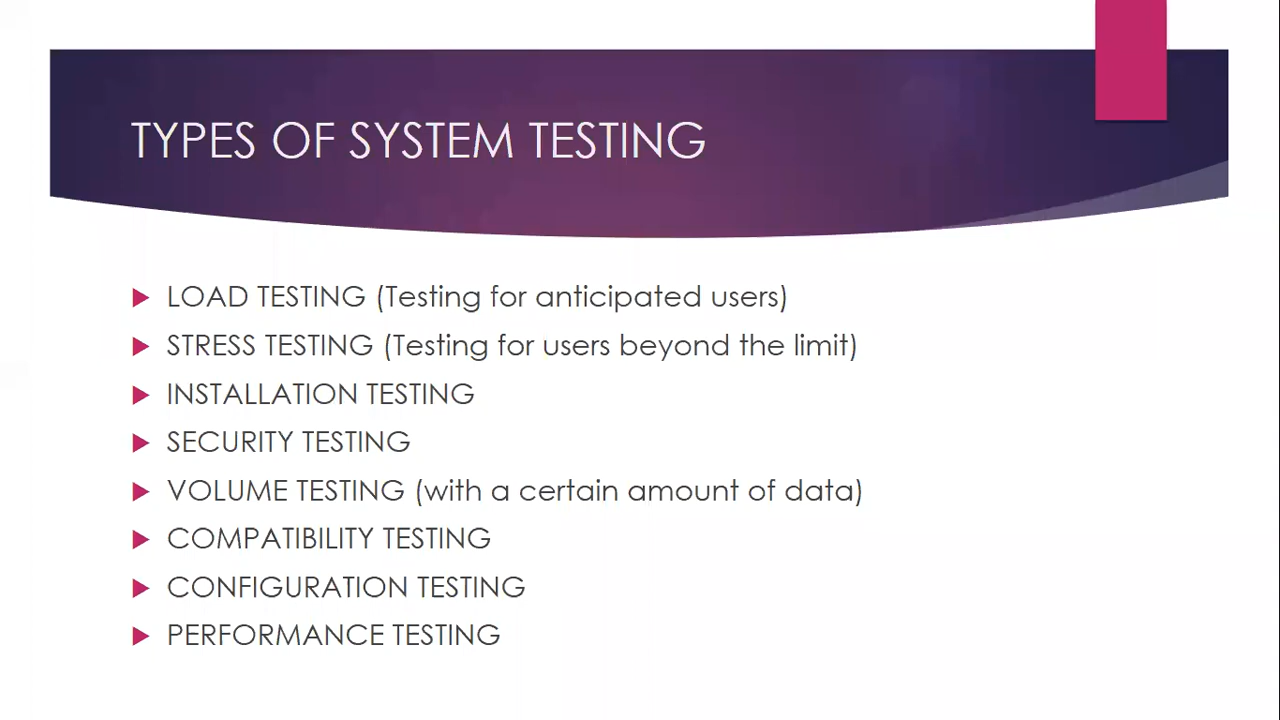 TYPES OF SYSTEM TESTING
LOAD TESTING (Testing for anticipated users)
STRESS TESTING (Testing for users beyond the limit)
INSTALLATION TESTING
SECURITY TESTING
VOLUME TESTING (with a certain amount of data)
COMPATIBILITY TESTING
CONFIGURATION TESTING
PERFORMANCE TESTING